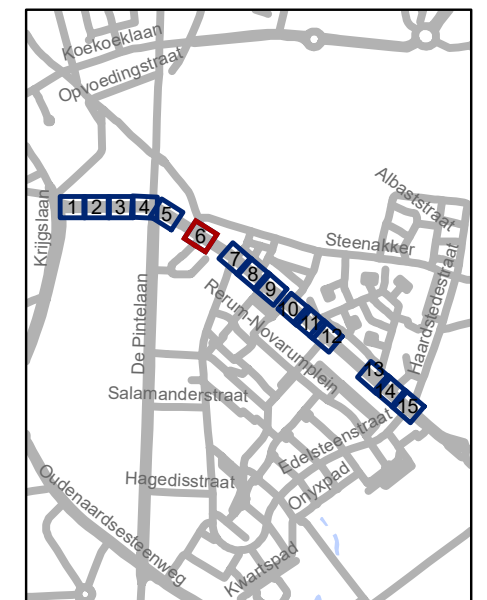 Koekoeklaan
Opvoedingstraat
Albaststraat
Krijgslaan
1 2 3 4 5
6
Steenakker
7
8
9
10
11
12
Haardstedestraat
De Pintelaan
Rerum-Novarumplein
13
14
15
Salamanderstraat
Edelsteenstraat
Hagedisstraat
Onyxpad
Oudenaardsesteenweg
Kwartspad